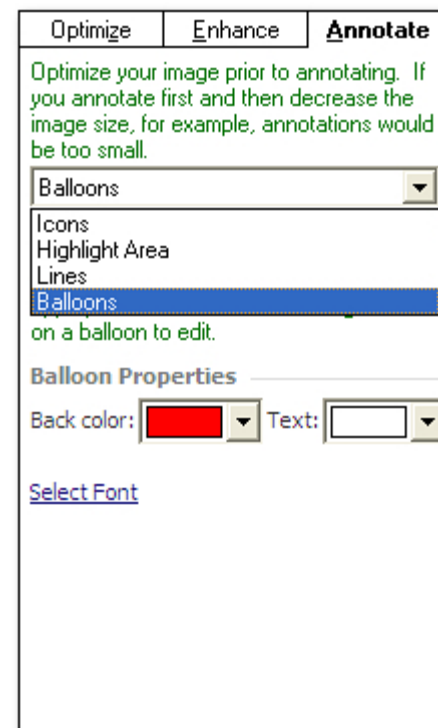 Optimize Enhance Annotate
Optimize your image prior to annotating. If
you annotate first and then decrease the
image size, for example, annotations would
be too small.
Balloons
Icons
Highlight Area
Lines
Balloons
on a balloon to edit.
Balloon Properties
Back color: Text:
Select Font